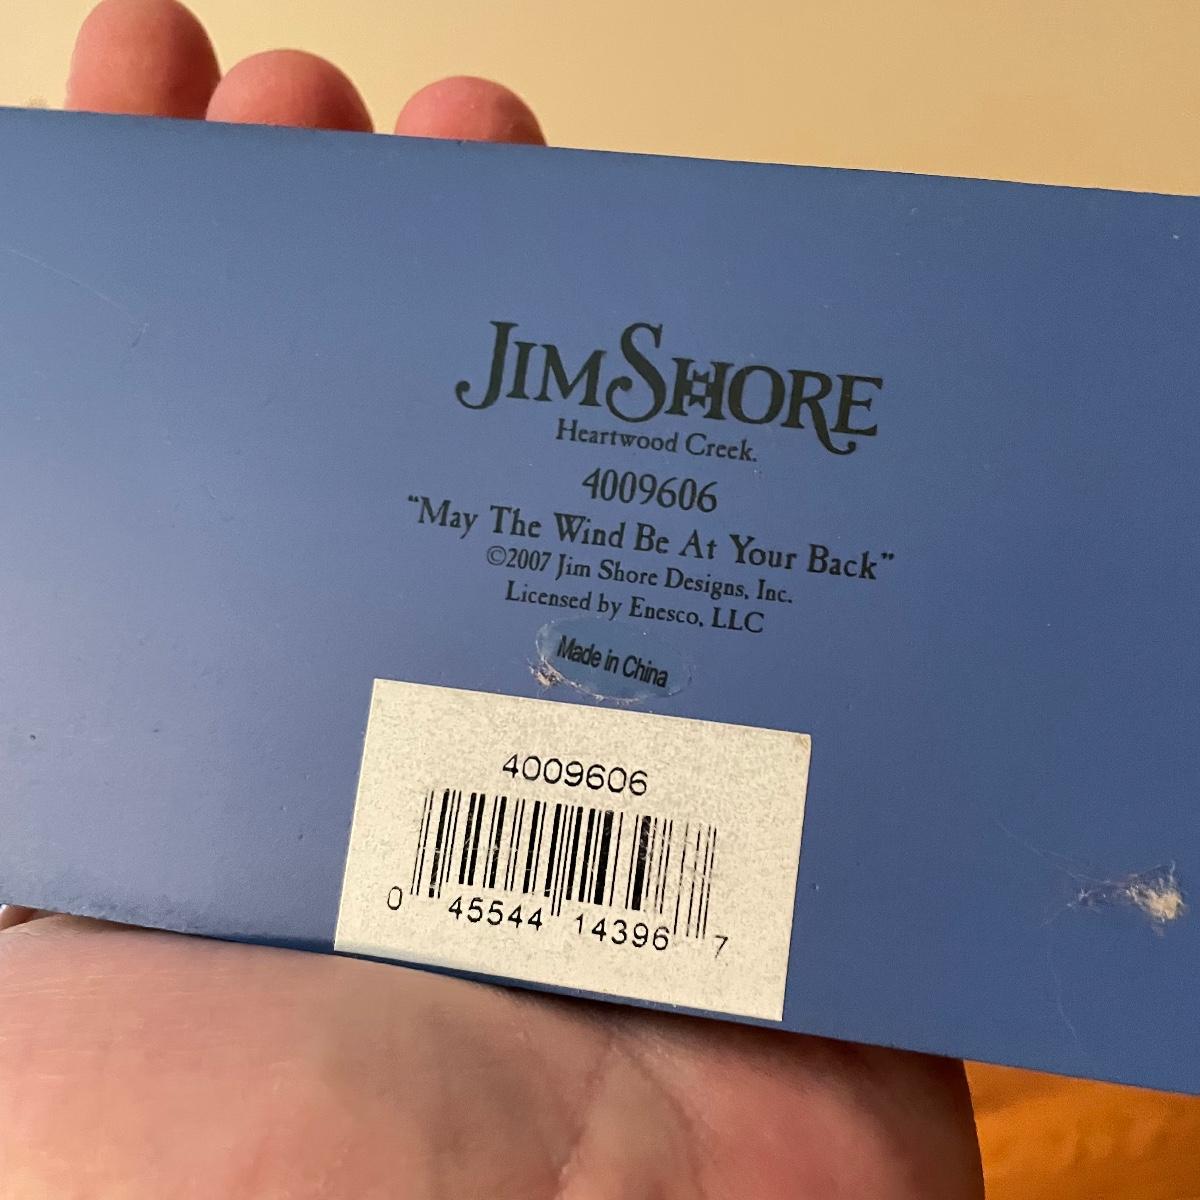 JIM SHORE
Heartwood Creek.
4009606
“May The Wind Be At Your Back”
©2007 Jim Shore Designs, Inc.
Licensed by Enesco, LLC
Made in China
4009606
0 45544 14396 7